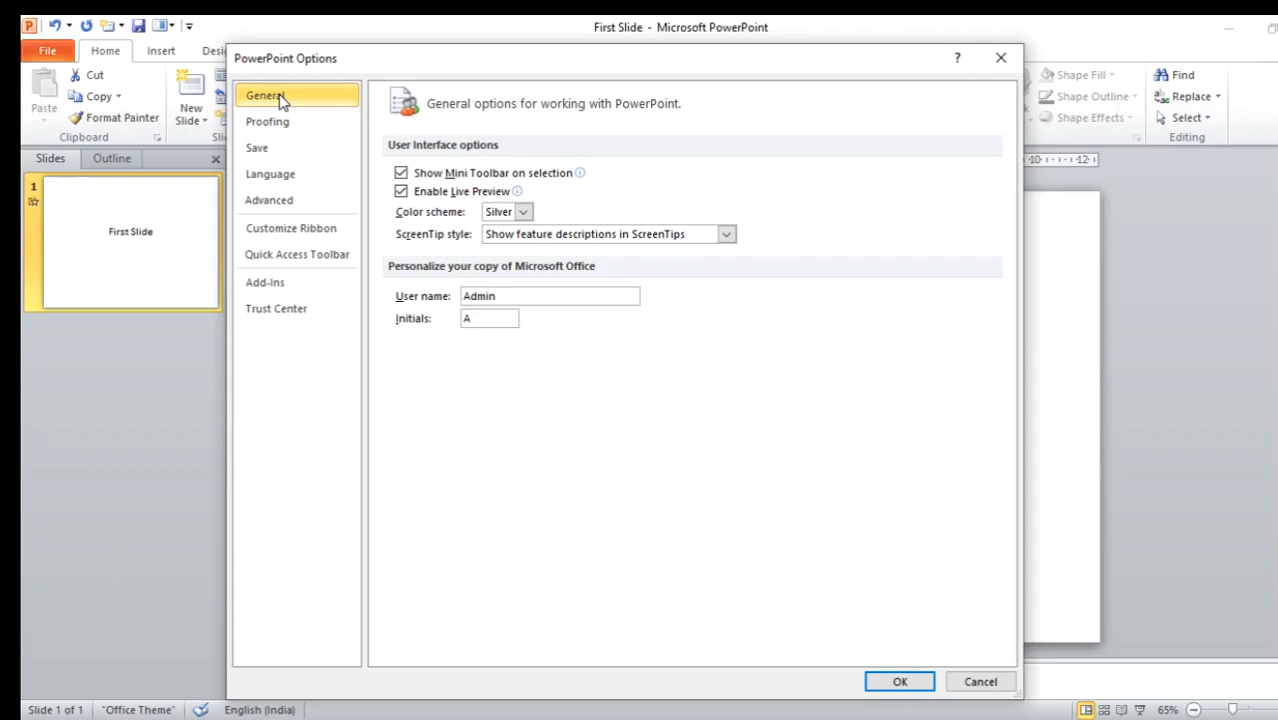 First Slide - Microsoft PowerPoint
File
Home
Insert
Desi
PowerPoint Options
Cut
Copy
Format Painter
Paste
Clipboard
New
Slide
Shape Fill
Shape Outline
Shape Effects
Find
Replace
Select
Editing
Slides
Outline
1
First Slide
General
Proofing
Save
Language
Advanced
Customize Ribbon
Quick Access Toolbar
Add-Ins
Trust Center
General options for working with PowerPoint.
User Interface options
Show Mini Toolbar on selection
Enable Live Preview
Color scheme: Silver
ScreenTip style: Show feature descriptions in ScreenTips
Personalize your copy of Microsoft Office
User name: Admin
Initials: A
OK
Cancel
10 12
Slide 1 of 1
"Office Theme"
English (India)
65%